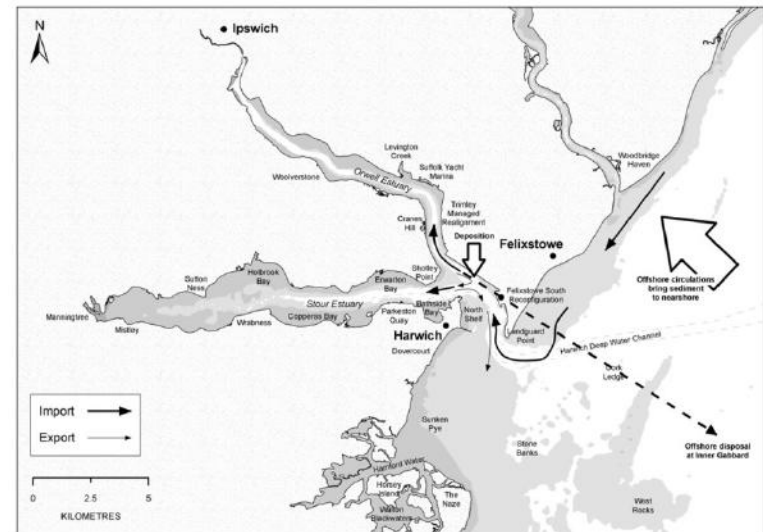 N
Ipswich
Woodbridge
Haven
Levington
Creek
Suffolk Yacht
Marina
Orwell Estuary
Woolverstone
Trimley
Managed
Realignment
Cranes
Hill
Deposition
Felixstowe
Offshore circulations
bring sediment
to nearshore
Shotley
Point
Holbrook
Bay
Sutton
Ness
Erwarton
Bay
Stour Estuary
Felixstowe South
Reconfiguration
Manningtree
Mistley
Wrabness
Copperas Bay
Parkeston
Quay
Bathside
Bay
North
Shelf
Landguard
Point
Harwich
Dovercourt
Harwich Deep Water Channel
Cork
Ledge
Import
Export
Gunken
Pye
Stone
Banks
Offshore disposal
at Inner Gabbard
Hamford Water
Horsey
Island
The
Naze
Walton
Backwaters
West
Rocks
0 2.5 5
KILOMETRES